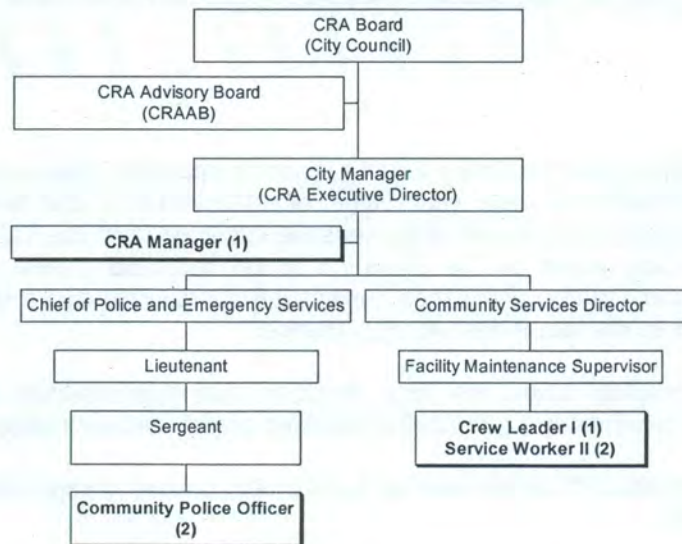 CRA Board
(City Council)
CRA Advisory Board
(CRAAB)
City Manager
(CRA Executive Director)
CRA Manager (1)
Chief of Police and Emergency Services
Community Services Director
Lieutenant
Facility Maintenance Supervisor
Sergeant
Crew Leader I (1)
Service Worker II (2)
Community Police Officer
(2)